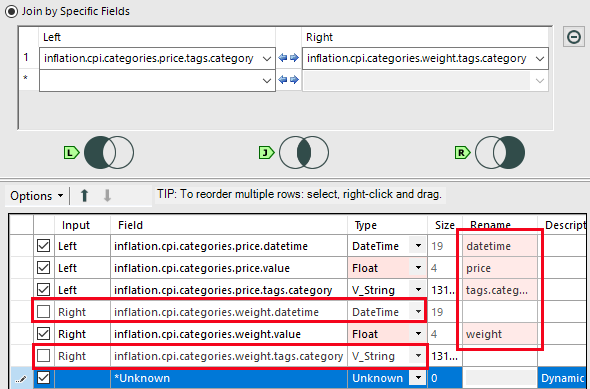 Join by Specific Fields
Left Right
1 inflation.cpi.categories.price.tags.category inflation.cpi.categories.weight.tags.category
*
L J R
Options TIP: To reorder multiple rows: select, right-click and drag.
Input Field Type Size Rename Descript
Left inflation.cpi.categories.price.datetime DateTime 19 datetime
Left inflation.cpi.categories.price.value Float 4 price
Left inflation.cpi.categories.price.tags.category V_String 131... tags.categ...
Right inflation.cpi.categories.weight.datetime DateTime 19
Right inflation.cpi.categories.weight.value Float 4 weight
Right inflation.cpi.categories.weight.tags.category V_String 131...
*Unknown Unknown 0 Dynamic